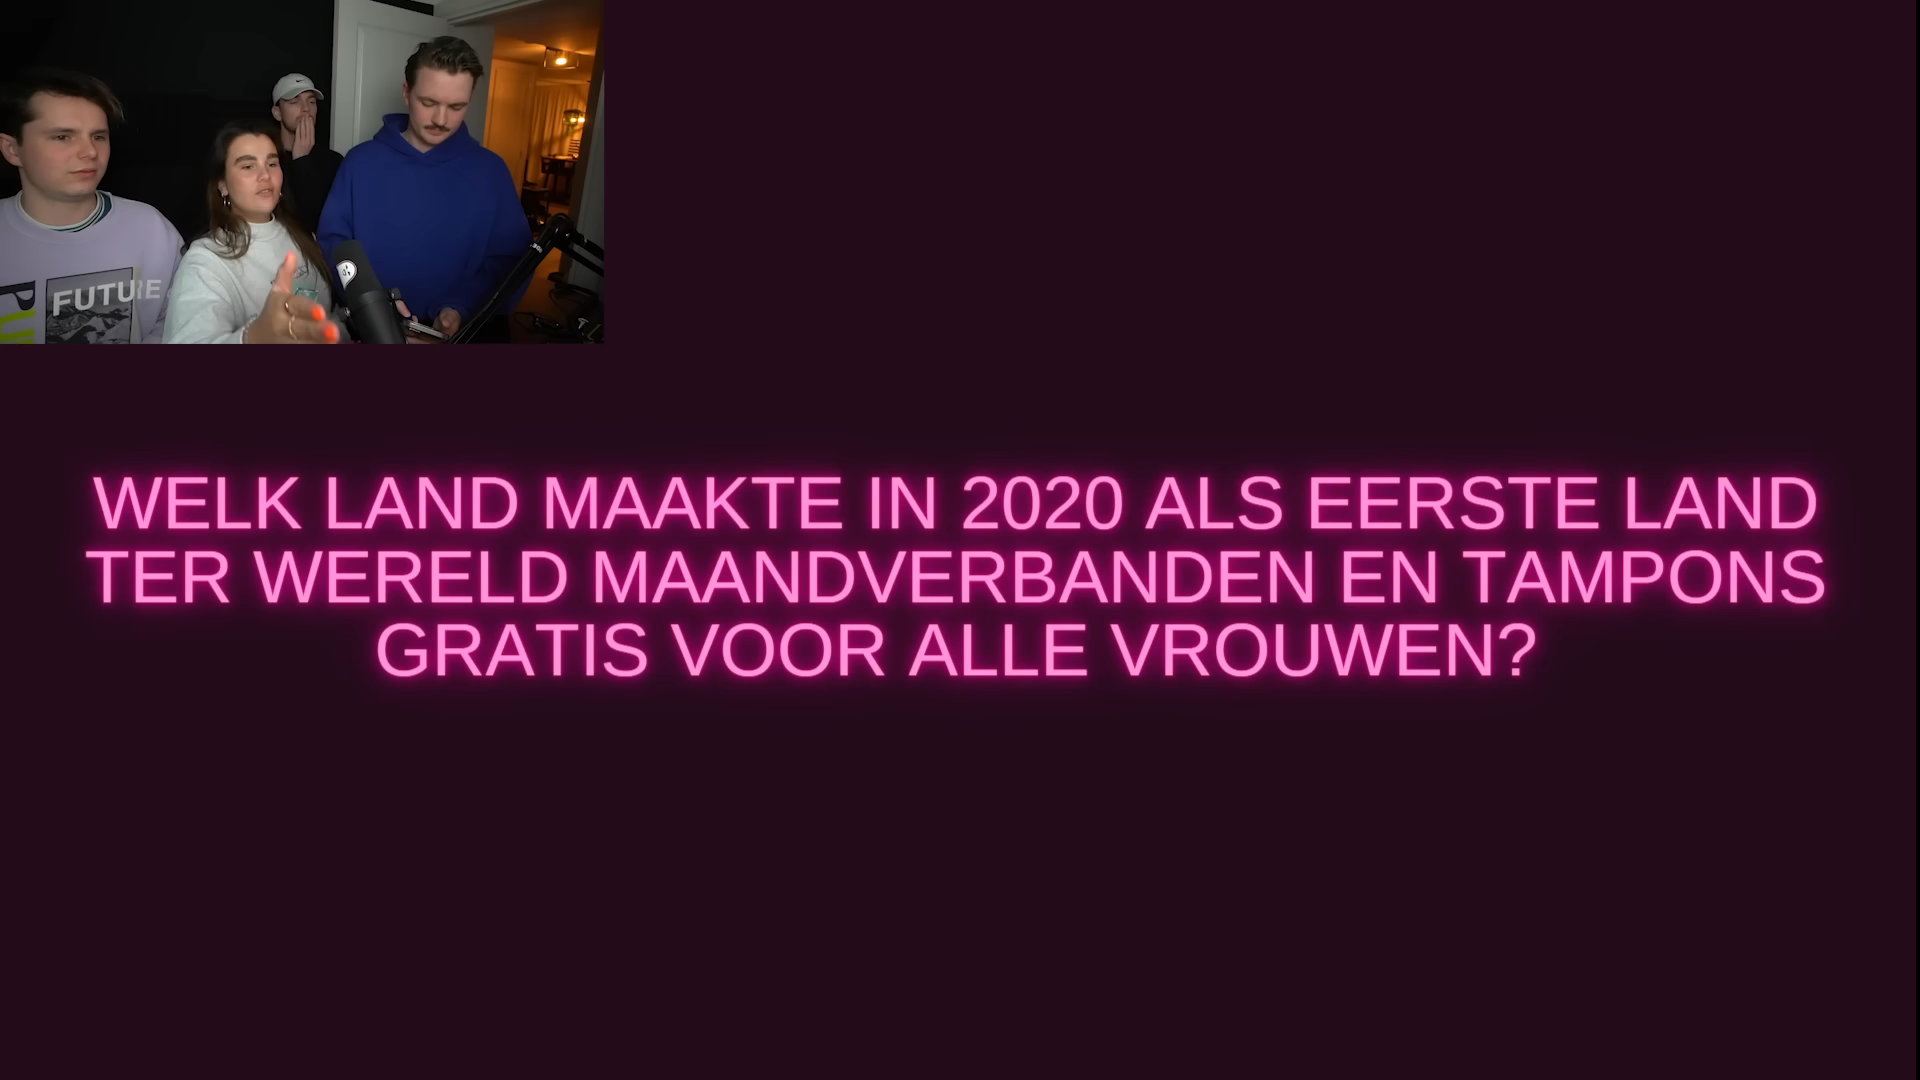 FUTURE
WELK LAND MAAKTE IN 2020 ALS EERSTE LAND
TER WERELD MAANDVERBANDEN EN TAMPONS
GRATIS VOOR ALLE VROUWEN?